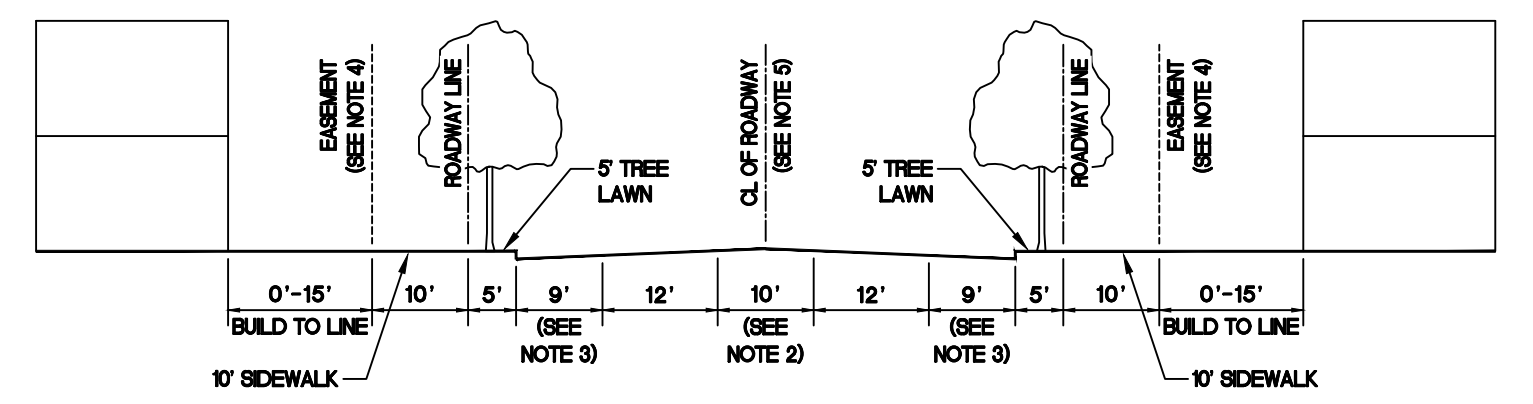 EASEMENT
(SEE NOTE 4)
ROADWAY LINE
5' TREE
LAWN
CL OF ROADWAY
(SEE NOTE 5)
5' TREE
LAWN
ROADWAY LINE
EASEMENT
(SEE NOTE 4)
0'-15'
10'
5'
9'
12'
10'
12'
9'
5'
10'
0'-15'
BUILD TO LINE
(SEE
NOTE 3)
(SEE
NOTE 2)
(SEE
NOTE 3)
BUILD TO LINE
10' SIDEWALK
10' SIDEWALK